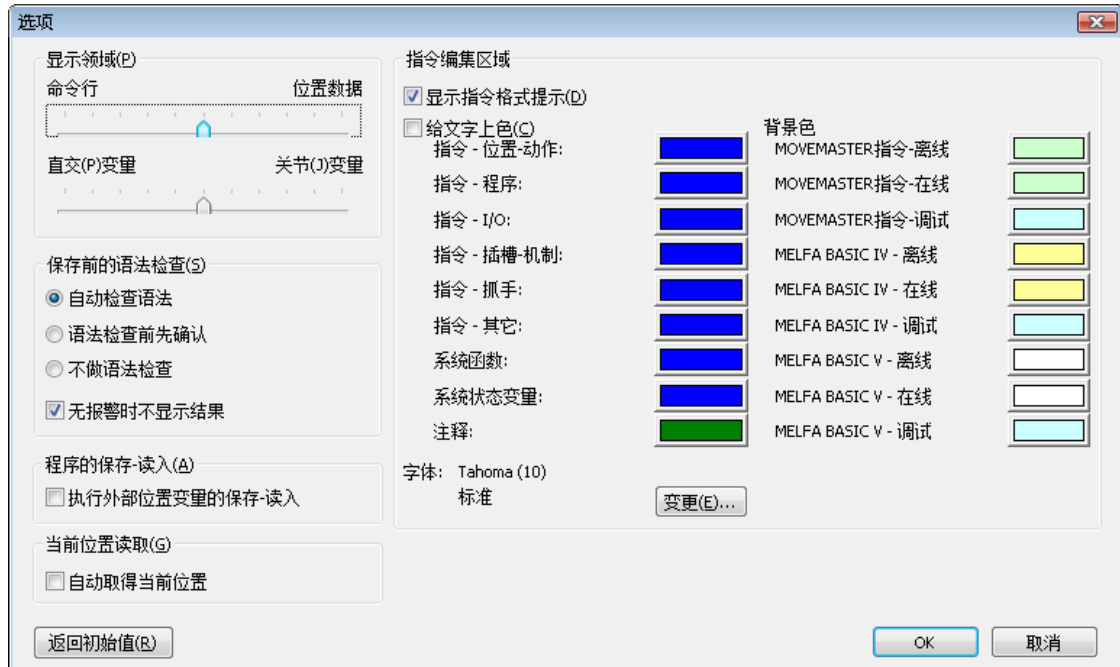 选项
显示领域(P)
命令行 位置数据
直交(P)变量 关节(J)变量
保存前的语法检查(S)
自动检查语法
语法检查前先确认
不做语法检查
无报警时不显示结果
程序的保存-读入(A)
执行外部位置变量的保存-读入
当前位置读取(G)
自动取得当前位置
返回初始值(R)
指令编辑区域
显示指令格式提示(D)
给文字上色(C)
指令 - 位置-动作:
指令 - 程序:
指令 - I/O:
指令 - 插槽-机制:
指令 - 抓手:
指令 - 其它:
系统函数:
系统状态变量:
注释:
背景色
MOVEMASTER指令-离线
MOVEMASTER指令-在线
MOVEMASTER指令-调试
MELFA BASIC IV - 离线
MELFA BASIC IV - 在线
MELFA BASIC IV - 调试
MELFA BASIC V - 离线
MELFA BASIC V - 在线
MELFA BASIC V - 调试
字体: Tahoma (10)
标准
变更(E)...
OK 取消